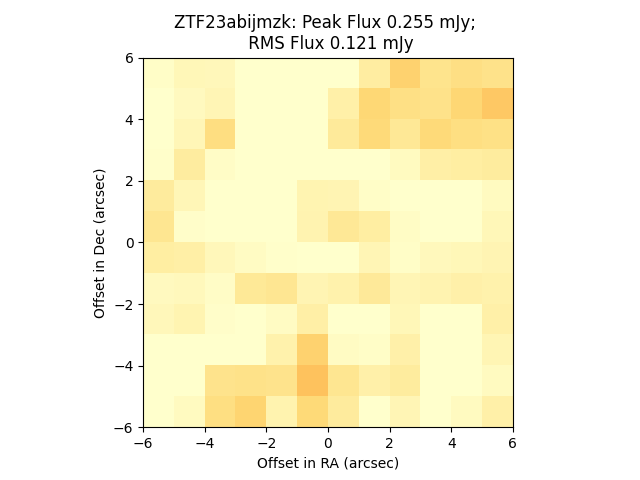 ZTF23abijmzk: Peak Flux 0.255 mJy;
RMS Flux 0.121 mJy
6
4
2
0
−2
−4
−6
Offset in Dec (arcsec)
−6 −4 −2 0 2 4 6
Offset in RA (arcsec)